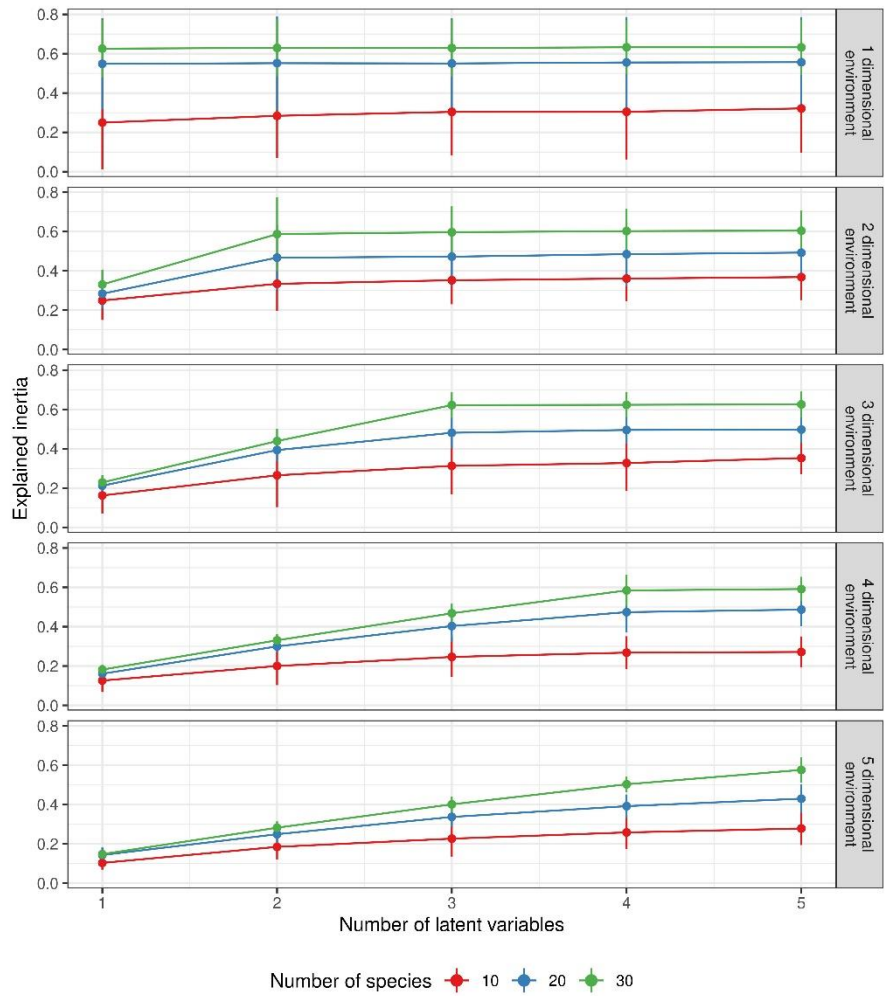 0.8
0.6
0.4
0.2
0.0
1 dimensional
environment
0.8
0.6
0.4
0.2
0.0
2 dimensional
environment
0.8
0.6
0.4
0.2
0.0
3 dimensional
environment
0.8
0.6
0.4
0.2
0.0
4 dimensional
environment
0.8
0.6
0.4
0.2
0.0
5 dimensional
environment
Explained inertia
1 2 3 4 5
Number of latent variables
Number of species 10 20 30